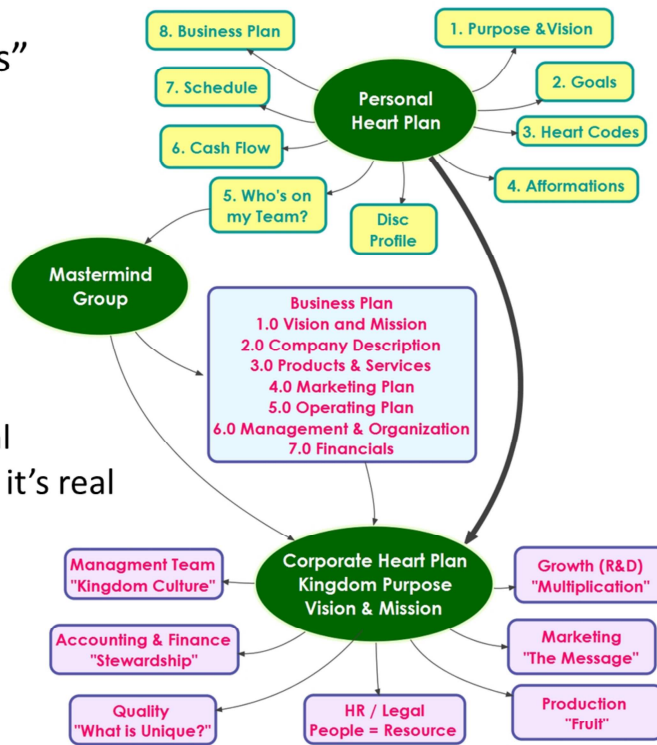 s”
8. Business Plan
1. Purpose &Vision
7. Schedule
2. Goals
Personal
Heart Plan
3. Heart Codes
6. Cash Flow
4. Afformations
5. Who's on
my Team?
Disc
Profile
Mastermind
Group
Business Plan
1.0 Vision and Mission
2.0 Company Description
3.0 Products & Services
4.0 Marketing Plan
5.0 Operating Plan
6.0 Management & Organization
7.0 Financials
al
it’s real
Corporate Heart Plan
Kingdom Purpose
Vision & Mission
Managment Team
"Kingdom Culture"
Growth (R&D)
"Multiplication"
Accounting & Finance
"Stewardship"
Marketing
"The Message"
Quality
"What is Unique?"
HR / Legal
People = Resource
Production
"Fruit"